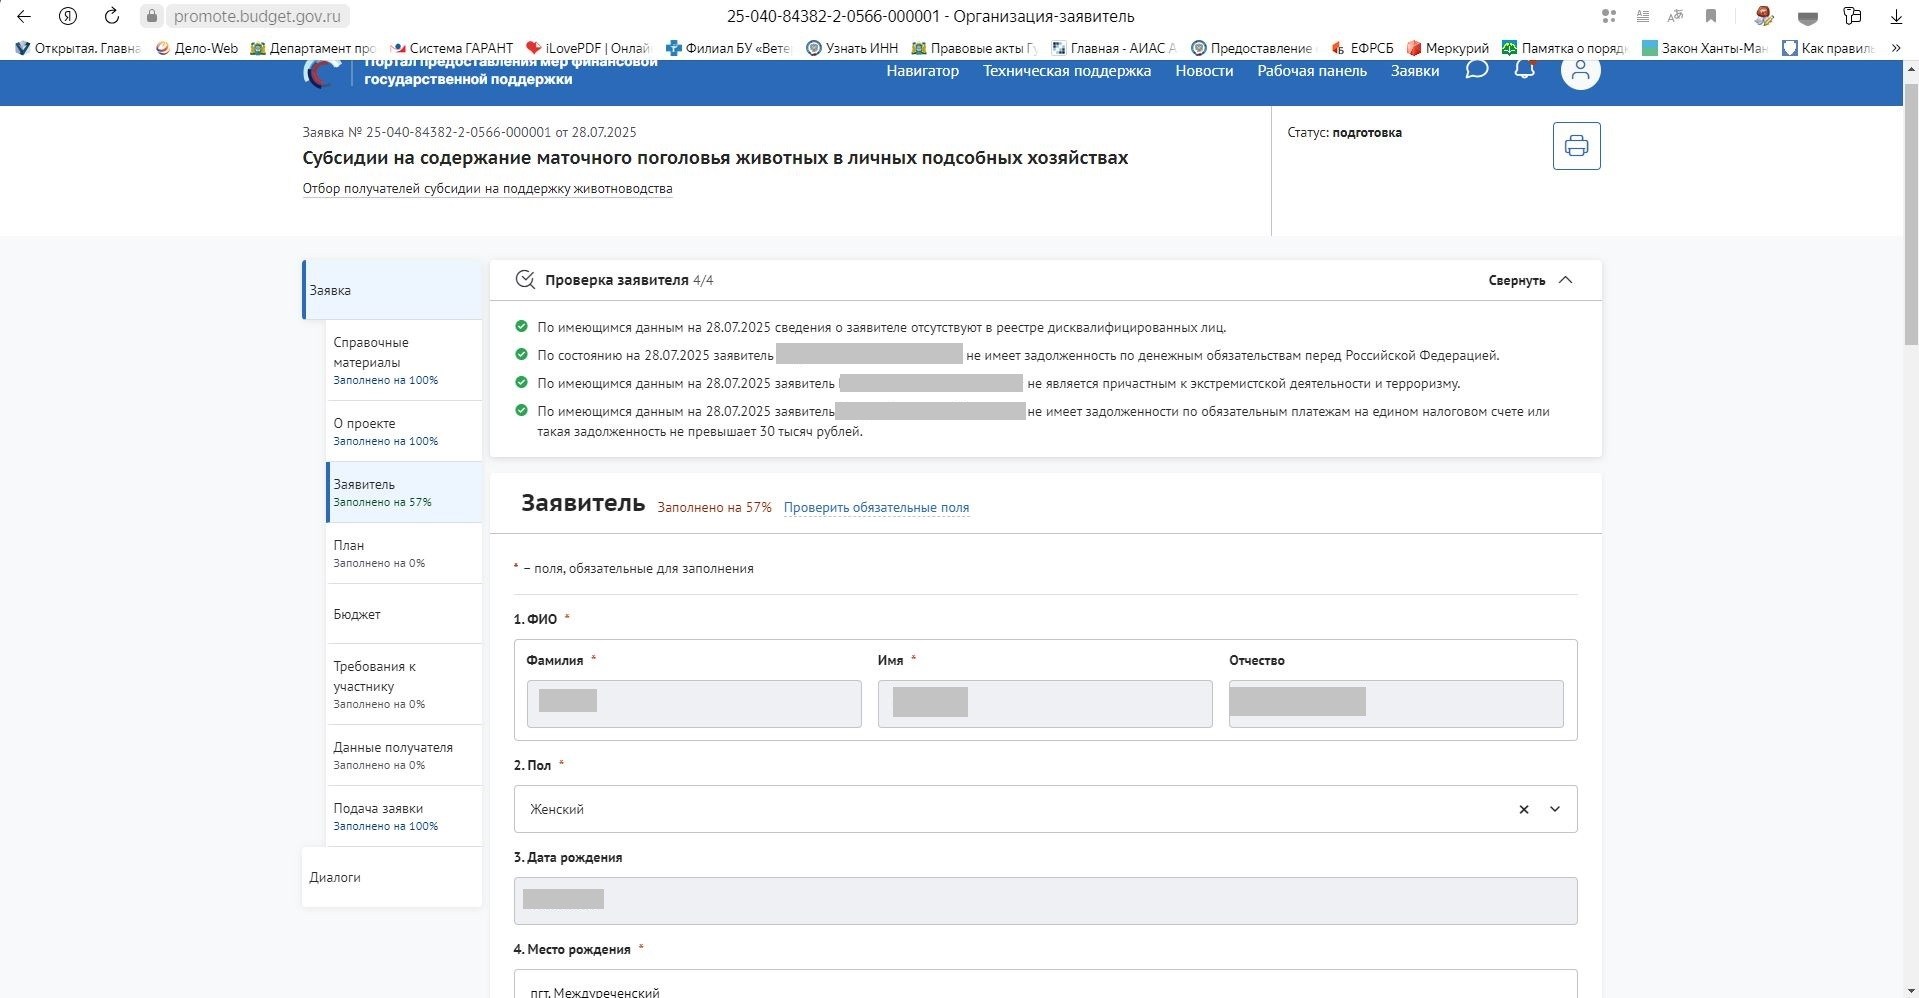 promote.budget.gov.ru
25-040-84382-2-0566-000001 - Организация-заявитель
Открытая. Главна
Дело-Web
Департамент про
Система ГАРАНТ
iLovePDF | Онлай
Филиал БУ «Вете
Узнать ИНН
Правовые акты Гу
Главная - АИАС А
Предоставление
ЕФРСБ
Меркурий
Памятка о поряд
Закон Ханты-Ман
Как правиль
Портал предоставления мер финансовой
государственной поддержки
Навигатор
Техническая поддержка
Новости
Рабочая панель
Заявки
Заявка № 25-040-84382-2-0566-000001 от 28.07.2025
Субсидии на содержание маточного поголовья животных в личных подсобных хозяйствах
Отбор получателей субсидии на поддержку животноводства
Статус: подготовка
Заявка
Справочные
материалы
Заполнено на 100%
О проекте
Заполнено на 100%
Заявитель
Заполнено на 57%
План
Заполнено на 0%
Бюджет
Требования к
участнику
Заполнено на 0%
Данные получателя
Заполнено на 0%
Подача заявки
Заполнено на 100%
Диалоги
Проверка заявителя 4/4
Свернуть
По имеющимся данным на 28.07.2025 сведения о заявителе отсутствуют в реестре дисквалифицированных лиц.
По состоянию на 28.07.2025 заявитель не имеет задолженность по денежным обязательствам перед Российской Федерацией.
По имеющимся данным на 28.07.2025 заявитель не является причастным к экстремистской деятельности и терроризму.
По имеющимся данным на 28.07.2025 заявитель не имеет задолженности по обязательным платежам на едином налоговом счете или
такая задолженность не превышает 30 тысяч рублей.
Заявитель
Заполнено на 57%
Проверить обязательные поля
* – поля, обязательные для заполнения
1. ФИО *
Фамилия *
Имя *
Отчество
2. Пол *
Женский
3. Дата рождения
4. Место рождения *
пгт. Междуреченский